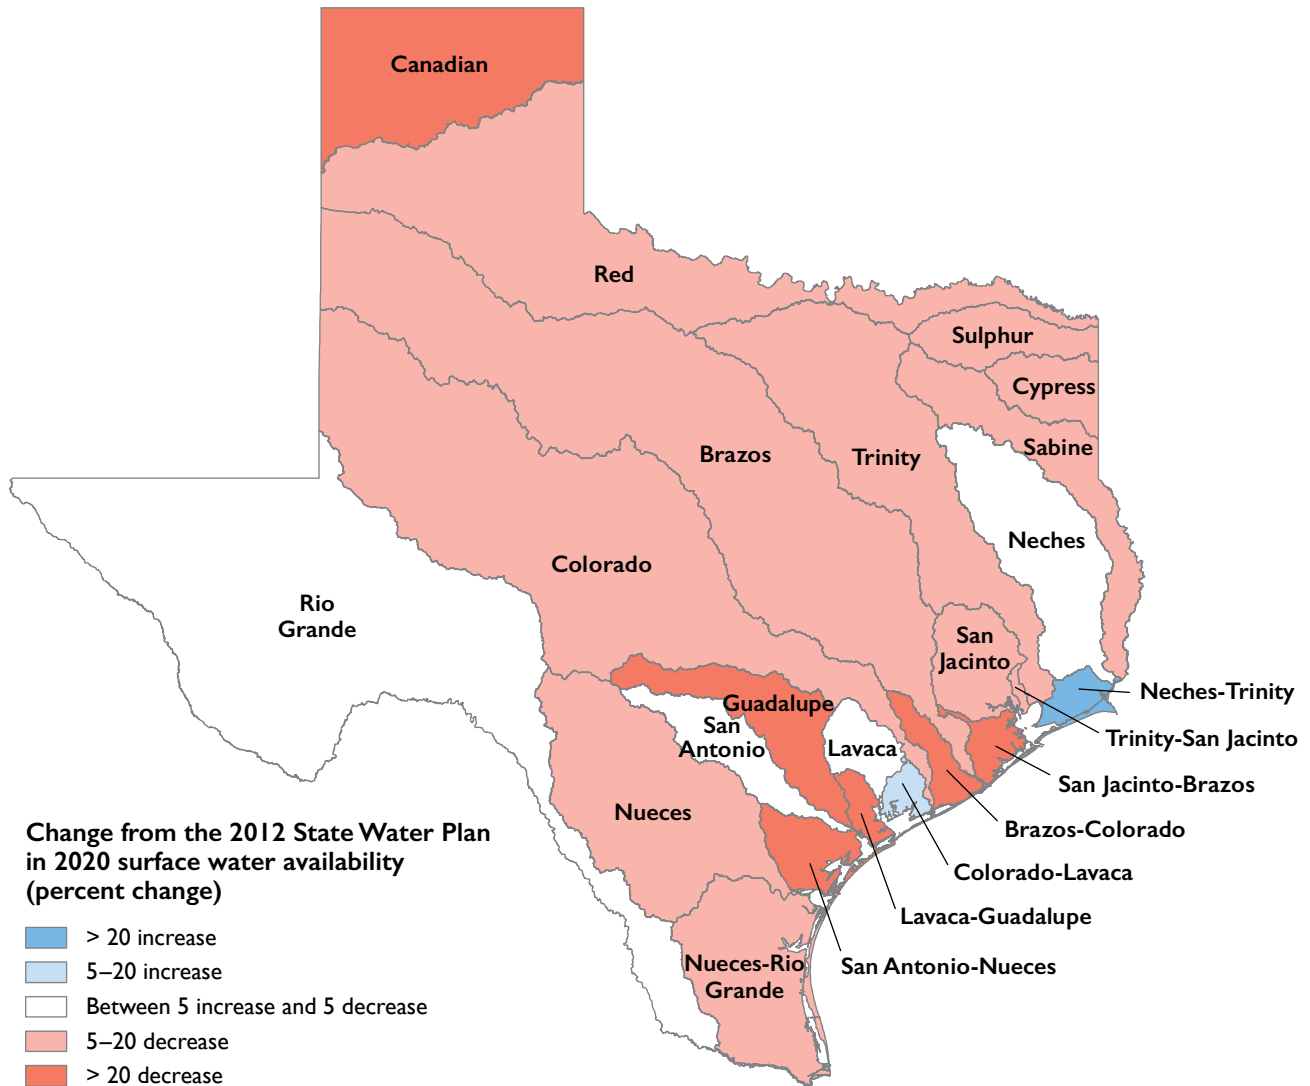 Canadian
Red
Sulphur
Cypress
Sabine
Brazos
Trinity
Neches
Colorado
Rio
Grande
San
Jacinto
Neches-Trinity
Guadalupe
San
Antonio
Lavaca
Trinity-San Jacinto
San Jacinto-Brazos
Nueces
Brazos-Colorado
Colorado-Lavaca
Lavaca-Guadalupe
San Antonio-Nueces
Nueces-Rio
Grande
Change from the 2012 State Water Plan
in 2020 surface water availability
(percent change)
> 20 increase
5–20 increase
Between 5 increase and 5 decrease
5–20 decrease
> 20 decrease